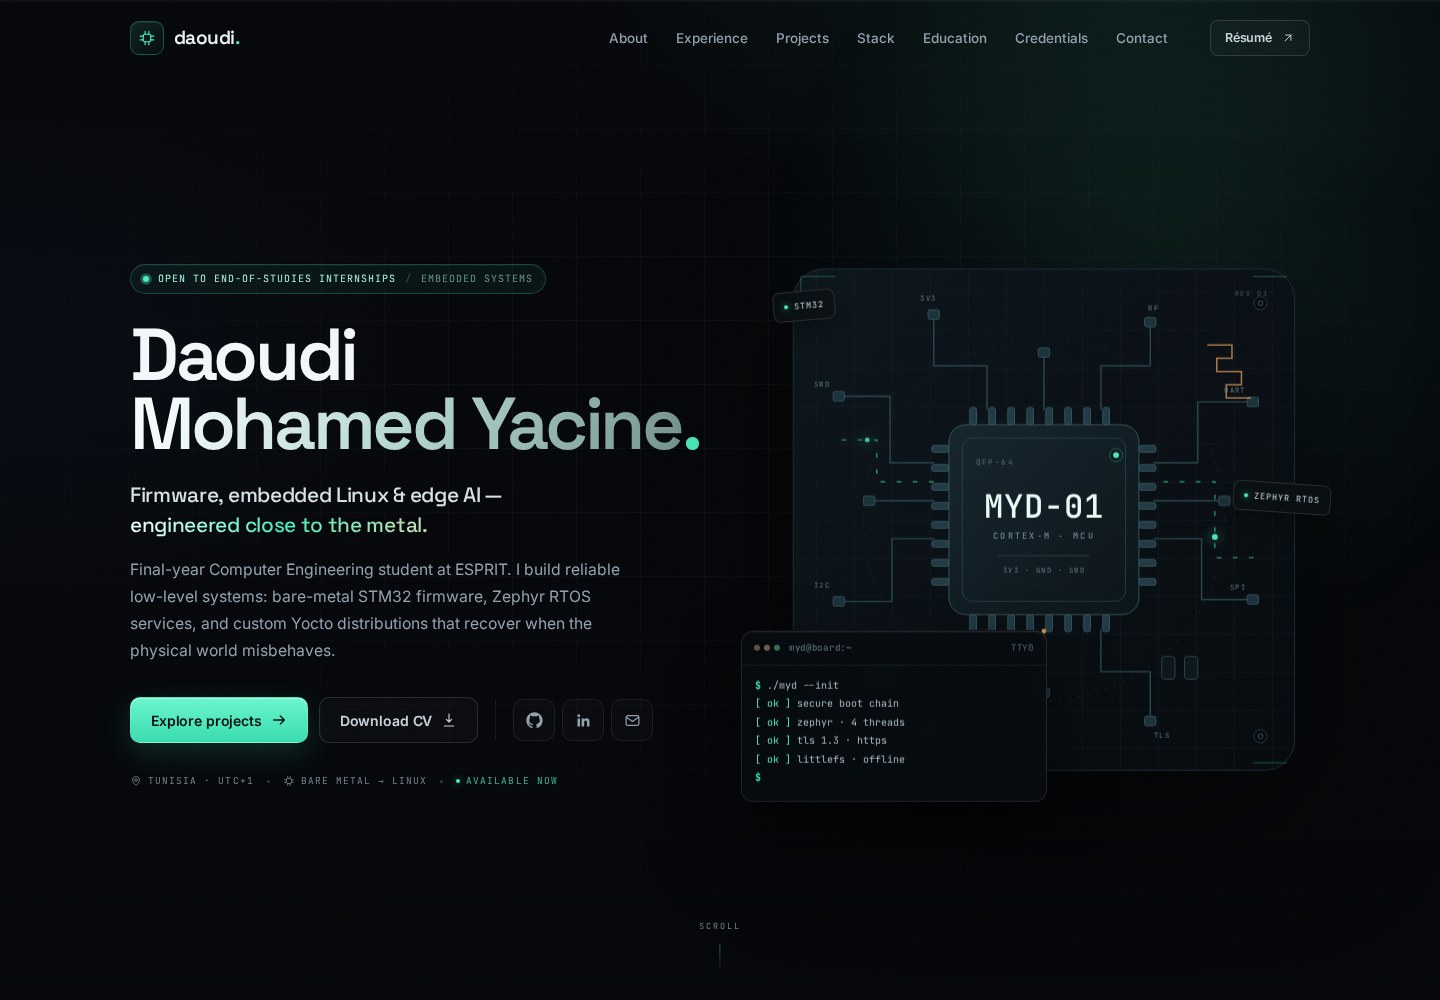 daoudi.
About Experience Projects Stack Education Credentials Contact Résumé
OPEN TO END-OF-STUDIES INTERNSHIPS / EMBEDDED SYSTEMS
Daoudi
Mohamed Yacine.
Firmware, embedded Linux & edge AI —
engineered close to the metal.
Final-year Computer Engineering student at ESPRIT. I build reliable
low-level systems: bare-metal STM32 firmware, Zephyr RTOS
services, and custom Yocto distributions that recover when the
physical world misbehaves.
Explore projects
Download CV
in
TUNISIA · UTC+1 • BARE METAL → LINUX • AVAILABLE NOW
STM32
3V3
RF
REV 01
SWD
UART
QFP-64
MYD-01
CORTEX-M · MCU
3V3 · GND · SWD
ZEPHYR RTOS
I2C
SPI
TLS
myd@board:~ TTY0
$ ./myd --init
[ ok ] secure boot chain
[ ok ] zephyr · 4 threads
[ ok ] tls 1.3 · https
[ ok ] littlefs · offline
$
SCROLL